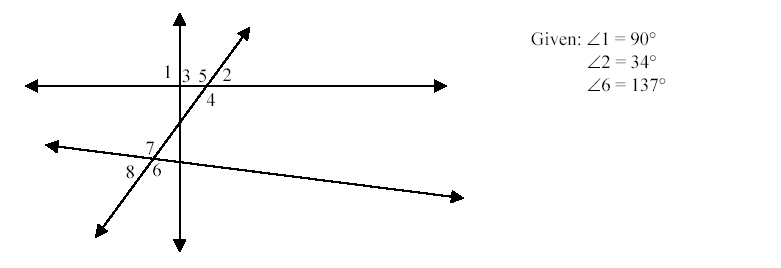 Given: ∠1 = 90°
∠2 = 34°
∠6 = 137°
1 3 5 2
4
7
8 6